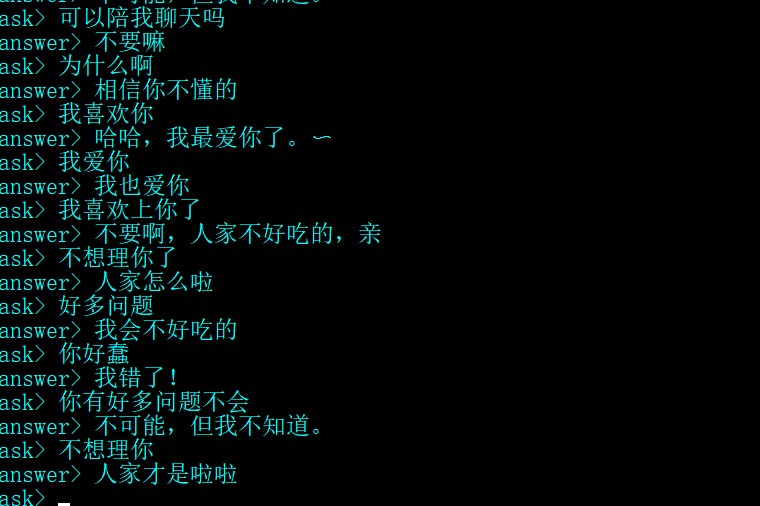 ask> 可以陪我聊天吗
answer> 不要嘛
ask> 为什么啊
answer> 相信你不懂的
ask> 我喜欢你
answer> 哈哈，我最爱你了。
ask> 我爱你
answer> 我也爱你
ask> 我喜欢上你了
answer> 不要啊，人家不好吃的，亲
ask> 不想理你了
answer> 人家怎么啦
ask> 好多问题
answer> 我会不好吃的
ask> 你好蠢
answer> 我错了！
ask> 你有好多问题不会
answer> 不可能，但我不知道。
ask> 不想理你
answer> 人家才是啦啦
ask>